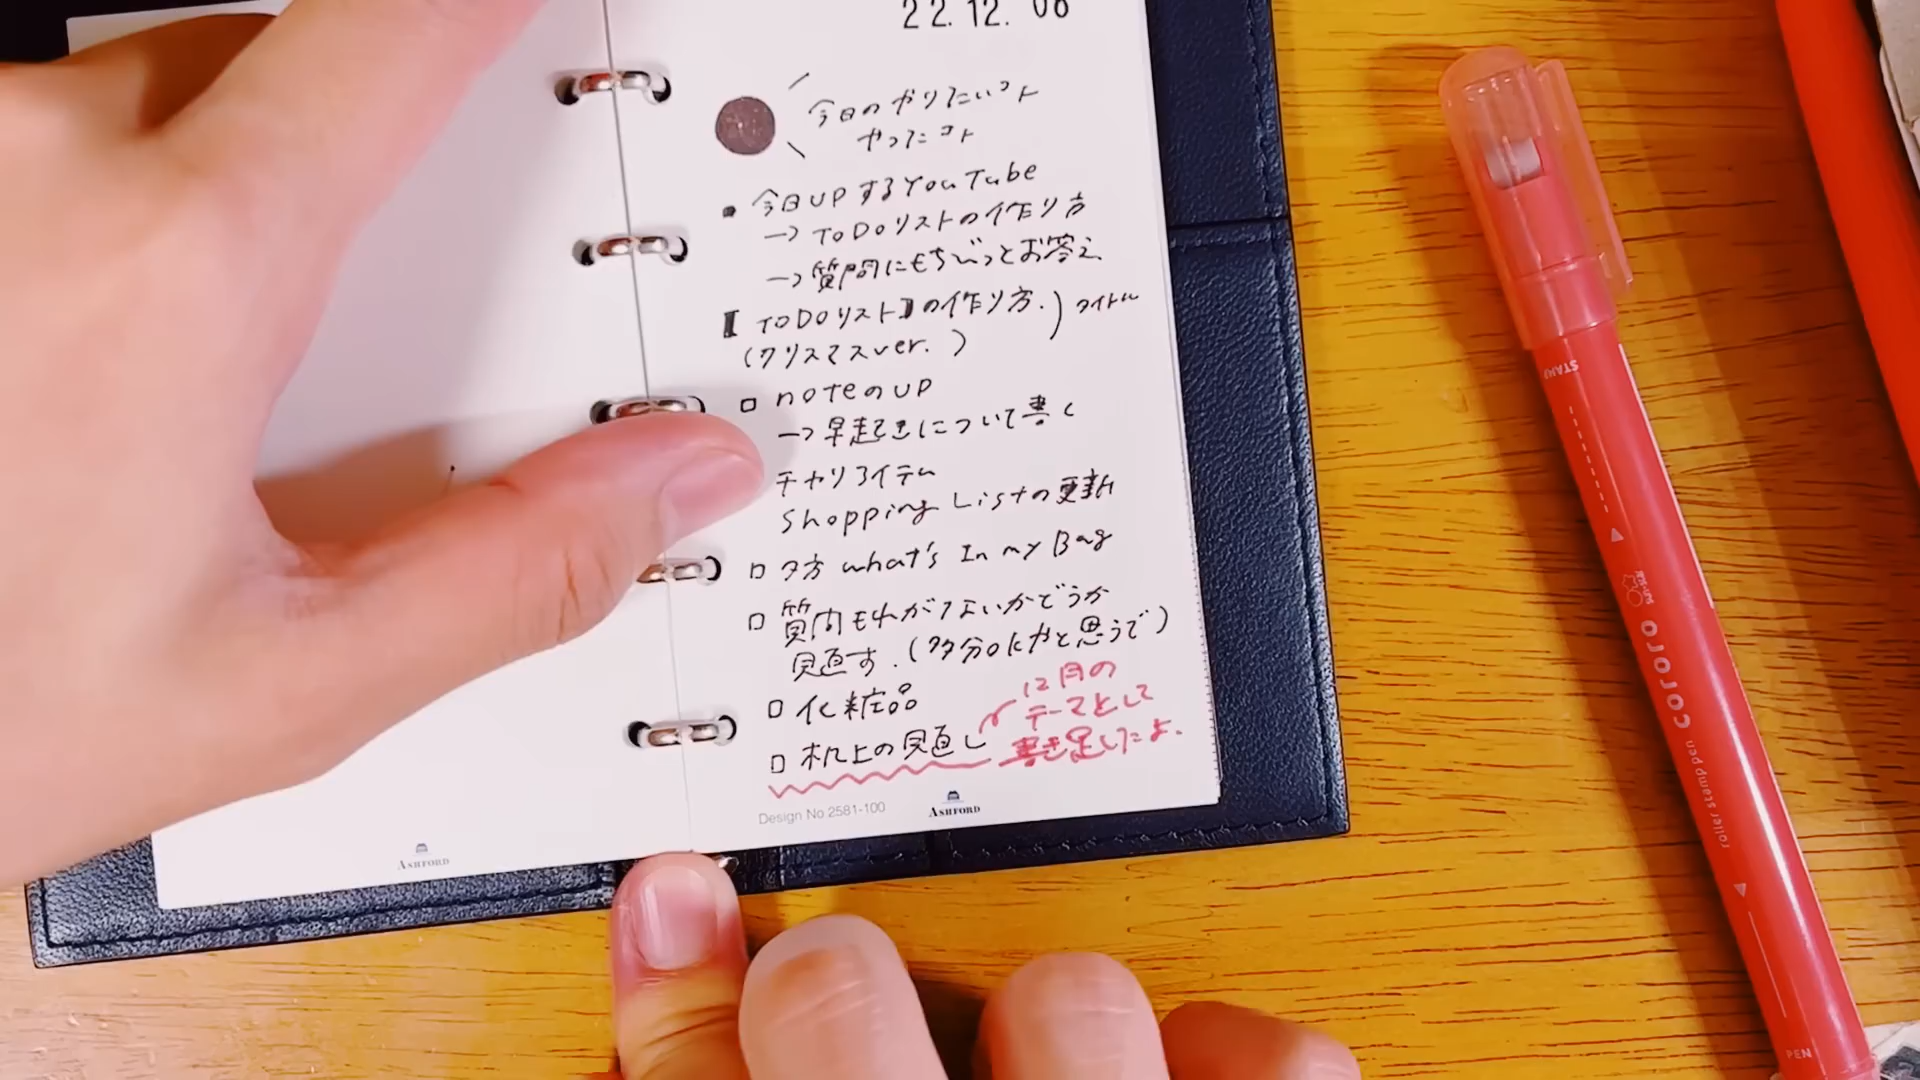 22.12.08
今日のやりたいコト
やったコト
今日UPするYouTube
→ToDoリストの作り方
→質問にもちょびっとお答え
【ToDoリスト】の作り方.
タイトル
(クリスマスver. )
□ noteのUP
→早起きについて書く
チャリアイテム
Shopping Listの更新
□ 夕方 what's In my Bag
□ 質問もれがないかどうか
見直す.(多分OKやと思うで)
□ 化粧品
□ 机上の見直し
12月の
テーマとして
書き足したよ.
Design No 2581-100
ASHFORD
ASHFORD
STAMP
COLORO
roller stamp pen
PEN